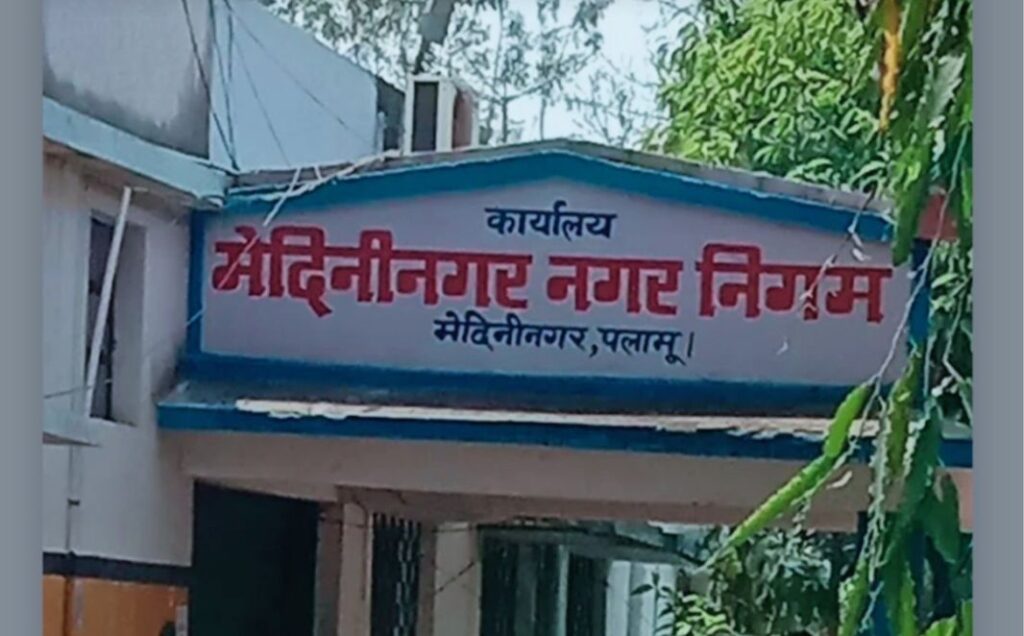 कार्यालय
मेदिनीनगर नगर निगम
मेदिनीनगर, पलामू।